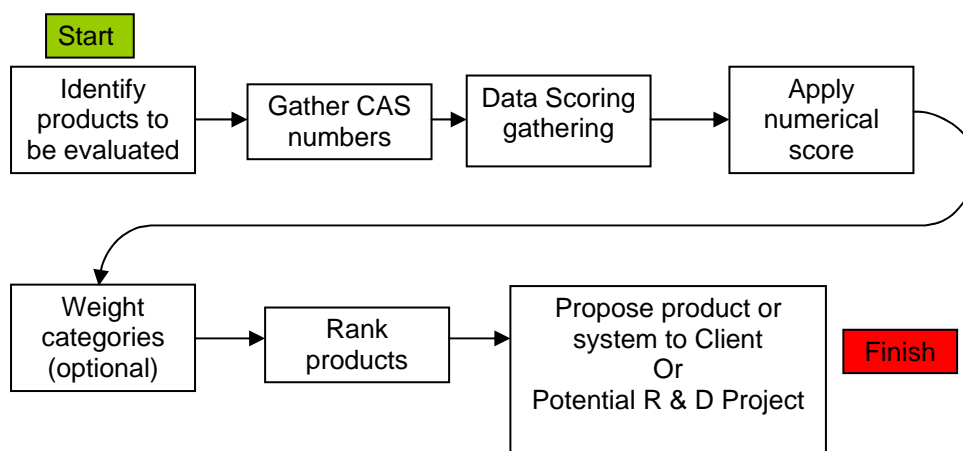 Start
Identify
products to
be evaluated
Gather CAS
numbers
Data Scoring
gathering
Apply
numerical
score
Weight
categories
(optional)
Rank
products
Propose product or
system to Client
Or
Potential R & D Project
Finish